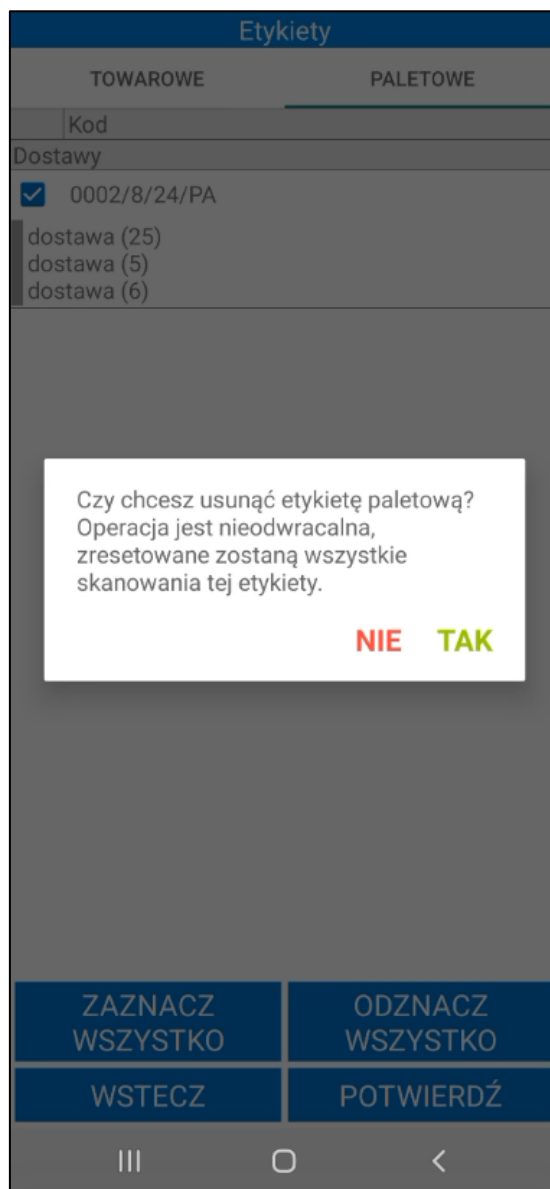 Etykiety
TOWAROWE PALETOWE
Kod
Dostawy
0002/8/24/PA
dostawa (25)
dostawa (5)
dostawa (6)
Czy chcesz usunąć etykietę paletową?
Operacja jest nieodwracalna,
zresetowane zostaną wszystkie
skanowania tej etykiety.
NIE TAK
ZAZNACZ
WSZYSTKO
ODZNACZ
WSZYSTKO
WSTECZ POTWIERDŹ